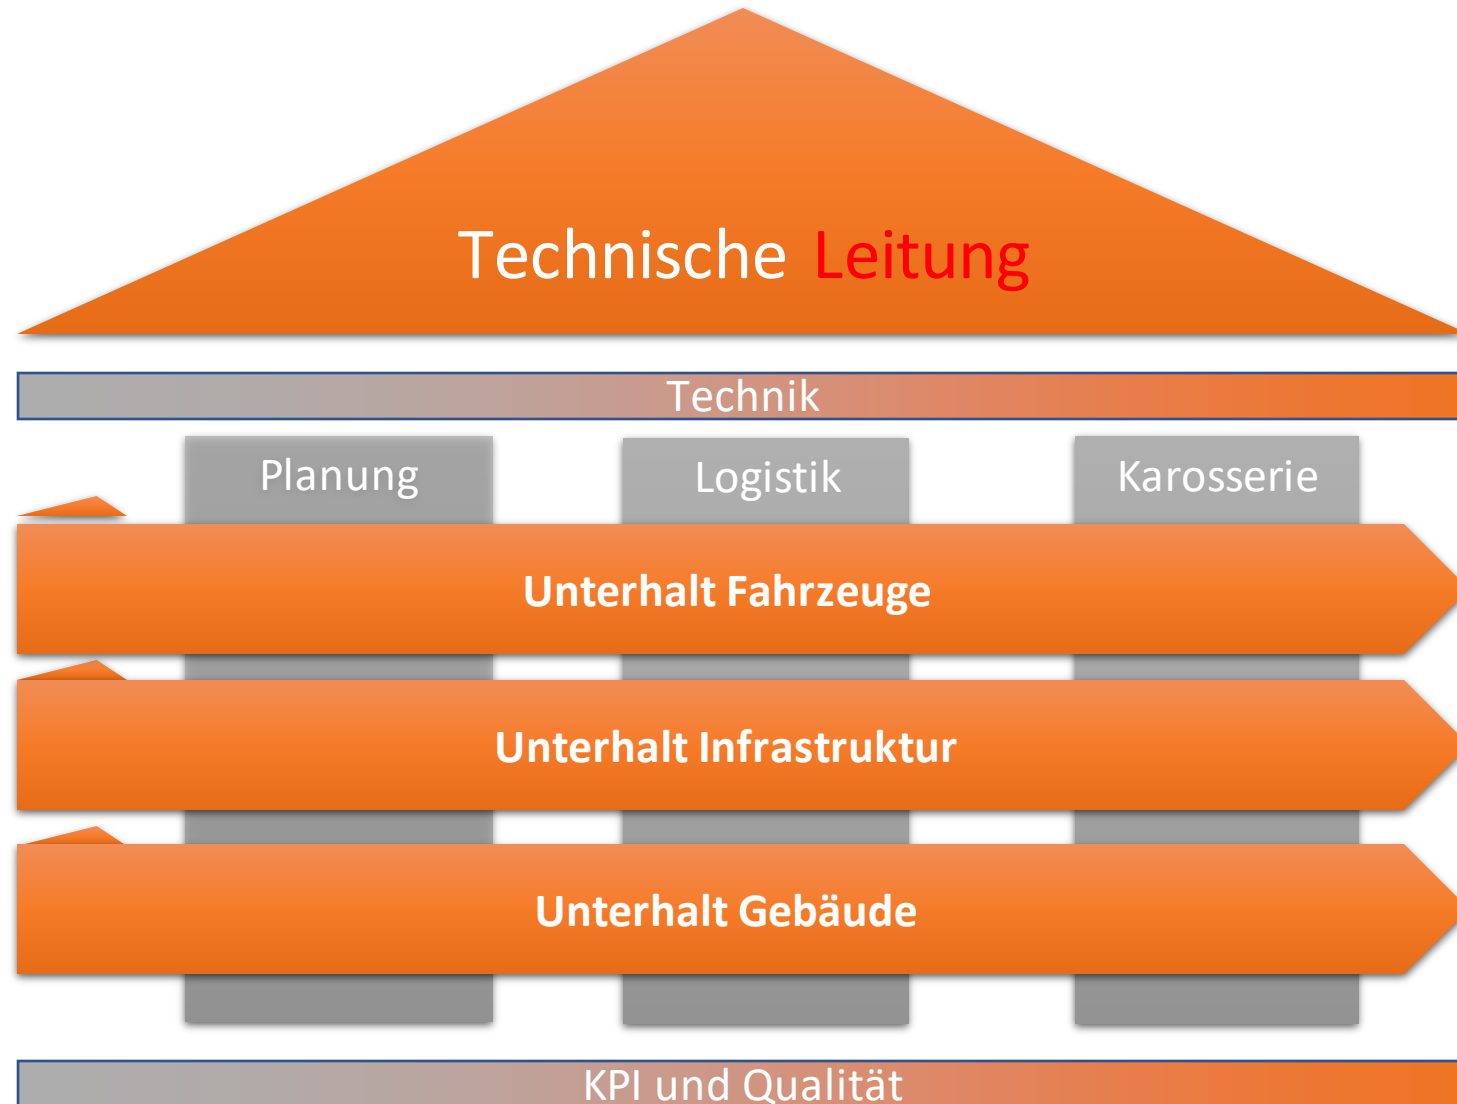 Technische Leitung
Technik
Planung
Logistik
Karosserie
Unterhalt Fahrzeuge
Unterhalt Infrastruktur
Unterhalt Gebäude
KPI und Qualität